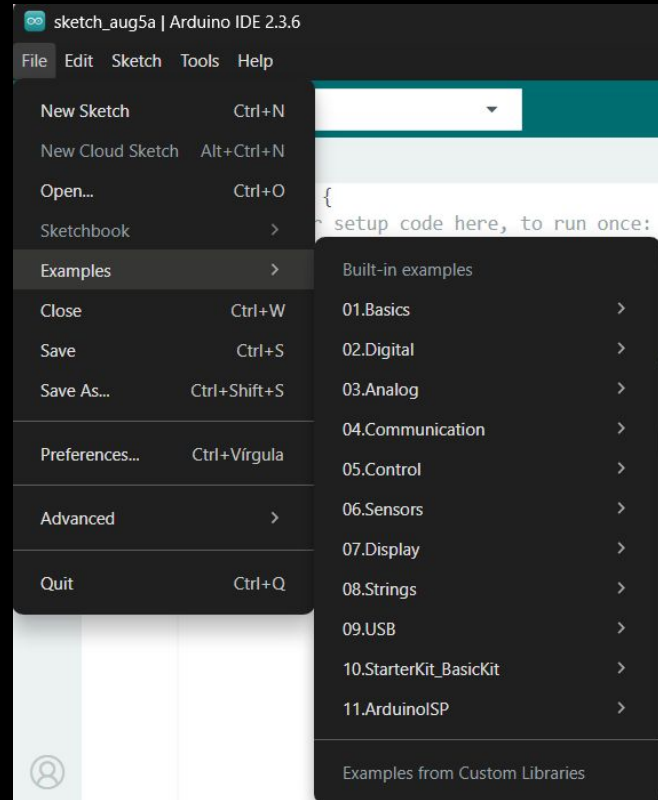 sketch_aug5a | Arduino IDE 2.3.6
File Edit Sketch Tools Help
New Sketch Ctrl+N
New Cloud Sketch Alt+Ctrl+N
Open... Ctrl+O
Sketchbook
Examples
Close Ctrl+W
Save Ctrl+S
Save As... Ctrl+Shift+S
Preferences... Ctrl+Vírgula
Advanced
Quit Ctrl+Q
{
setup code here, to run once:
Built-in examples
01.Basics
02.Digital
03.Analog
04.Communication
05.Control
06.Sensors
07.Display
08.Strings
09.USB
10.StarterKit_BasicKit
11.ArduinoISP
Examples from Custom Libraries